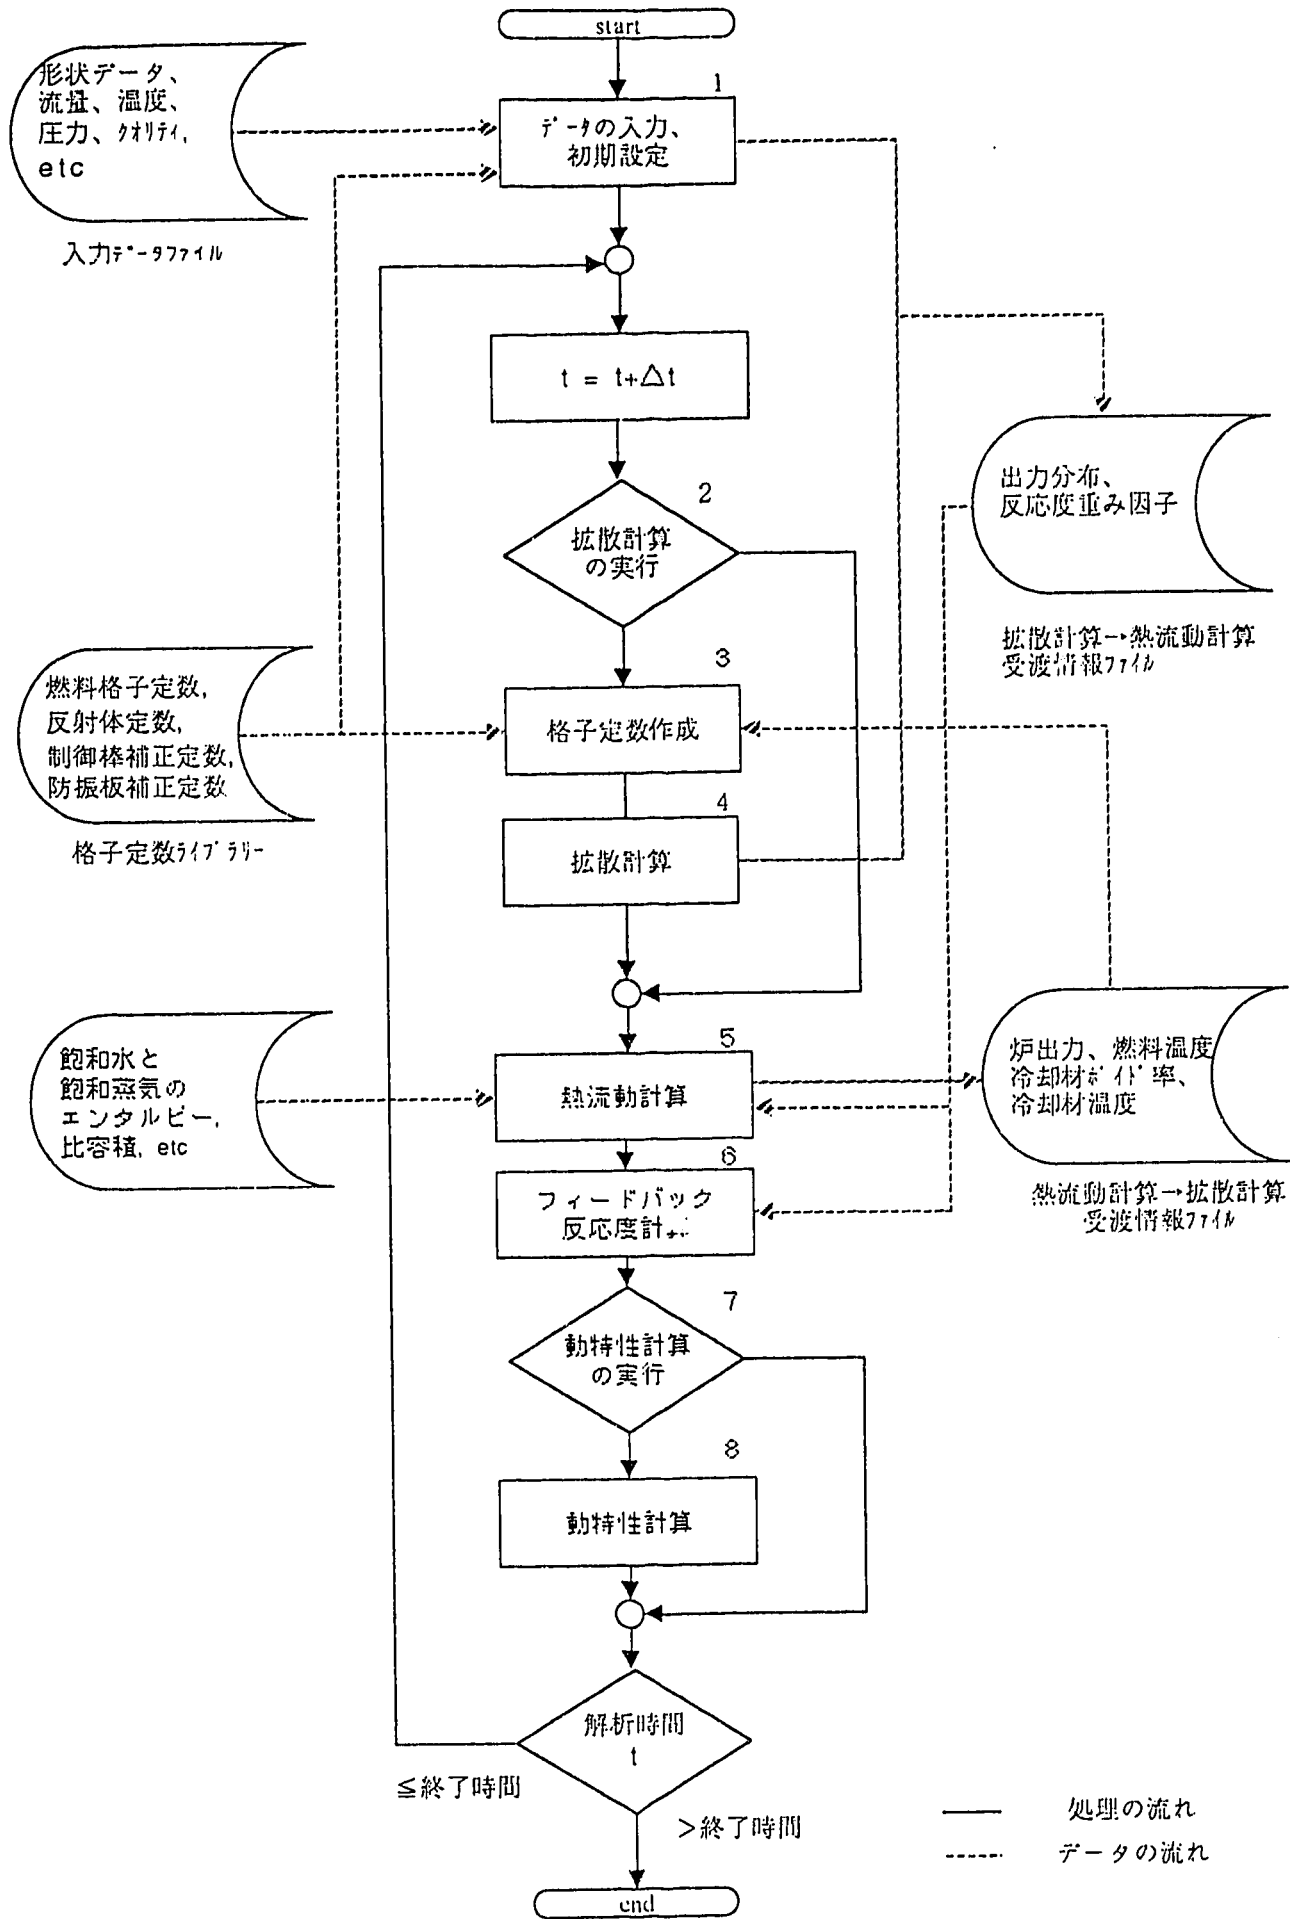 start
形状データ、
流量、温度、
圧力、クオリティ,
etc
入力データファイル
1
データの入力、
初期設定
t = t+△t
2
拡散計算
の実行
出力分布、
反応度重み因子
拡散計算→熱流動計算
受渡情報ファイル
燃料格子定数,
反射体定数,
制御棒補正定数,
防振板補正定数
格子定数ライブラリー
3
格子定数作成
4
拡散計算
飽和水と
飽和蒸気の
エンタルピー,
比容積, etc
5
熱流動計算
炉出力、燃料温度
冷却材ボイド率、
冷却材温度
熱流動計算→拡散計算
受渡情報ファイル
6
フィードバック
反応度計
7
動特性計算
の実行
8
動特性計算
解析時間
t
≦終了時間
>終了時間
end
処理の流れ
データの流れ